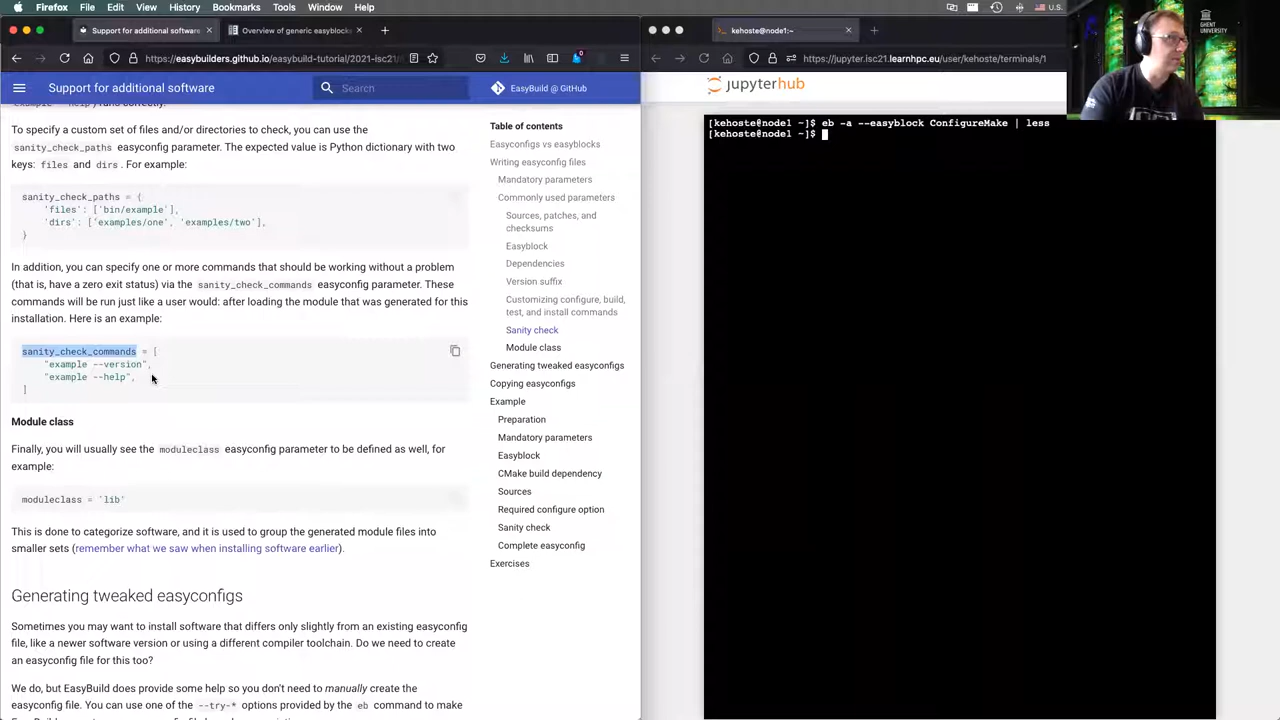 Firefox File Edit View History Bookmarks Tools Window Help
Support for additional software
Overview of generic easyblocks
kehoste@node1:~
GHENT
UNIVERSITY
https://easybuilders.github.io/easybuild-tutorial/2021-isc21/
https://jupyter.isc21.learnhpc.eu/user/kehoste/terminals/1
Support for additional software
Search
EasyBuild @ GitHub
jupyterhub
To specify a custom set of files and/or directories to check, you can use the
sanity_check_paths easyconfig parameter. The expected value is Python dictionary with two
keys: files and dirs. For example:
sanity_check_paths = {
'files': ['bin/example'],
'dirs': ['examples/one', 'examples/two'],
}
In addition, you can specify one or more commands that should be working without a problem
(that is, have a zero exit status) via the sanity_check_commands easyconfig parameter. These
commands will be run just like a user would: after loading the module that was generated for this
installation. Here is an example:
sanity_check_commands = [
"example --version",
"example --help",
]
Module class
Finally, you will usually see the moduleclass easyconfig parameter to be defined as well, for
example:
moduleclass = 'lib'
This is done to categorize software, and it is used to group the generated module files into
smaller sets (remember what we saw when installing software earlier).
Generating tweaked easyconfigs
Sometimes you may want to install software that differs only slightly from an existing easyconfig
file, like a newer software version or using a different compiler toolchain. Do we need to create
an easyconfig file for this too?
We do, but EasyBuild does provide some help so you don't need to manually create the
easyconfig file. You can use one of the --try-* options provided by the eb command to make
Table of contents
Easyconfigs vs easyblocks
Writing easyconfig files
Mandatory parameters
Commonly used parameters
Sources, patches, and
checksums
Easyblock
Dependencies
Version suffix
Customizing configure, build,
test, and install commands
Sanity check
Module class
Generating tweaked easyconfigs
Copying easyconfigs
Example
Preparation
Mandatory parameters
Easyblock
CMake build dependency
Sources
Required configure option
Sanity check
Complete easyconfig
Exercises
[kehoste@node1 ~]$ eb -a --easyblock ConfigureMake | less
[kehoste@node1 ~]$